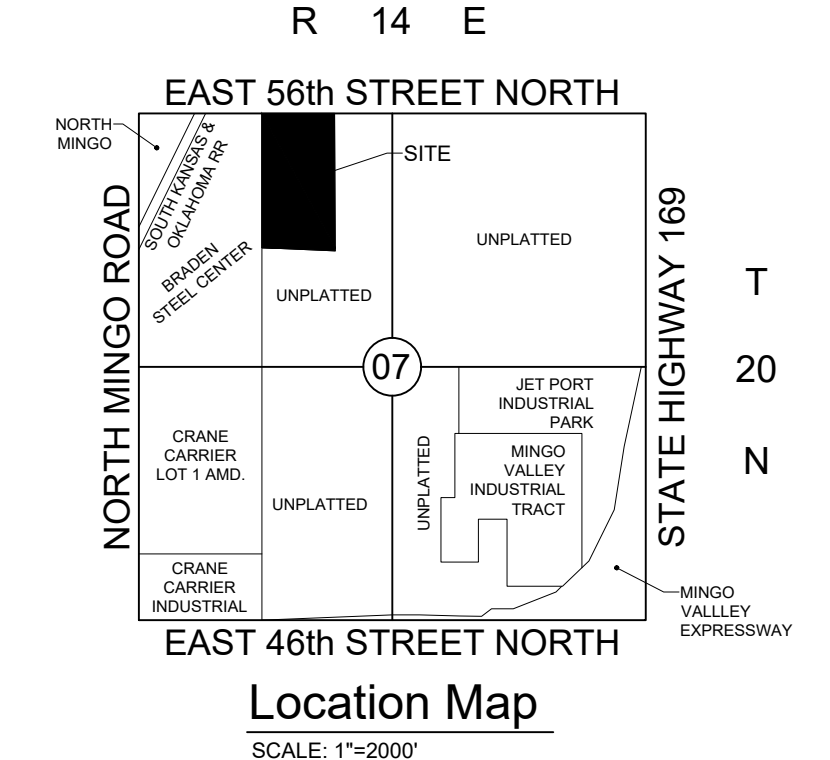 R 14 E
EAST 56th STREET NORTH
NORTH
MINGO
SOUTH KANSAS &
OKLAHOMA RR
SITE
BRADEN
STEEL CENTER
UNPLATTED
UNPLATTED
NORTH MINGO ROAD
STATE HIGHWAY 169
T
20
N
07
CRANE
CARRIER
LOT 1 AMD.
UNPLATTED
UNPLATTED
JET PORT
INDUSTRIAL
PARK
MINGO
VALLEY
INDUSTRIAL
TRACT
CRANE
CARRIER
INDUSTRIAL
MINGO
VALLLEY
EXPRESSWAY
EAST 46th STREET NORTH
Location Map
SCALE: 1"=2000'